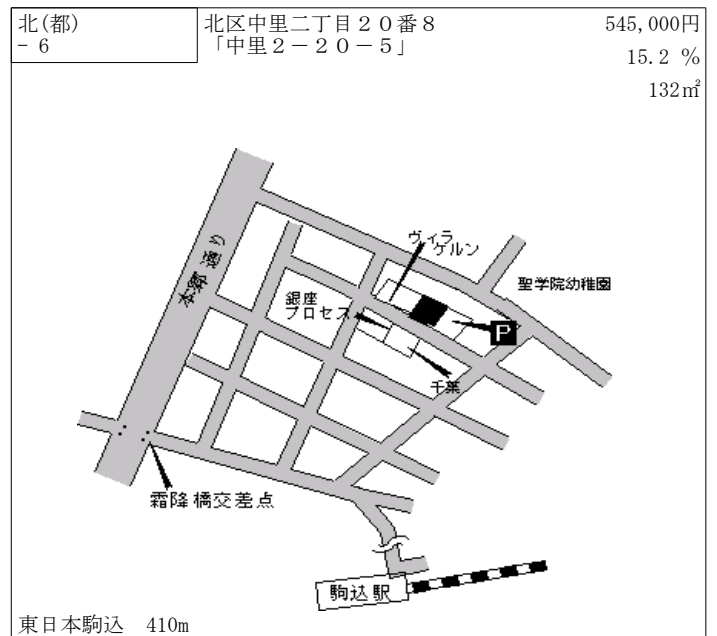 北(都)
- 6
北区中里二丁目２０番８
「中里２－２０－５」
545,000円
15.2 %
132㎡
本郷通り
ヴィラ
ケルン
聖学院幼稚園
銀座
プロセス
P
千葉
霜降橋交差点
駒込駅
東日本駒込 410m